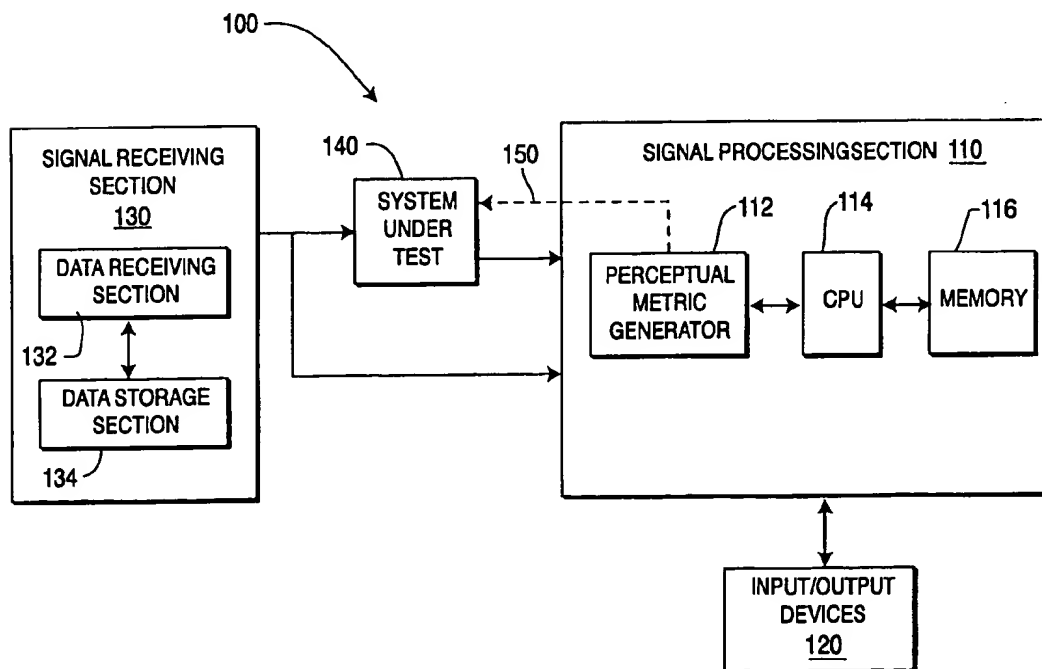 100
SIGNAL RECEIVING
SECTION
130
DATA RECEIVING
SECTION
132
DATA STORAGE
SECTION
134
140
SYSTEM
UNDER
TEST
150
SIGNAL PROCESSINGSECTION 110
112
PERCEPTUAL
METRIC
GENERATOR
114
CPU
116
MEMORY
INPUT/OUTPUT
DEVICES
120